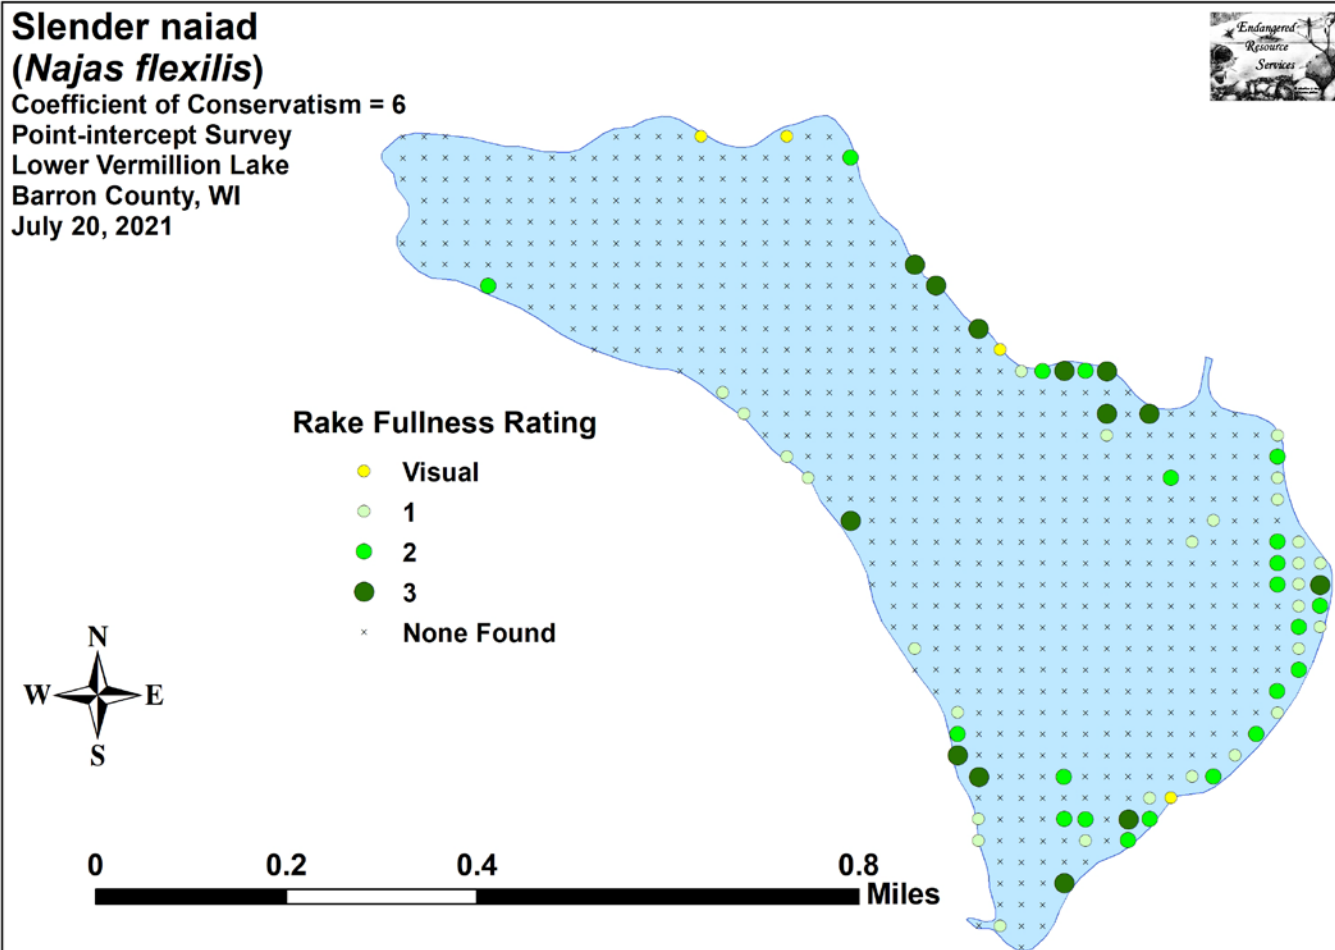 Slender naiad
(Najas flexilis)
Coefficient of Conservatism = 6
Point-intercept Survey
Lower Vermillion Lake
Barron County, WI
July 20, 2021
Endangered
Resource
Services
Rake Fullness Rating
Visual
1
2
3
None Found
N
W E
S
0 0.2 0.4 0.8
Miles